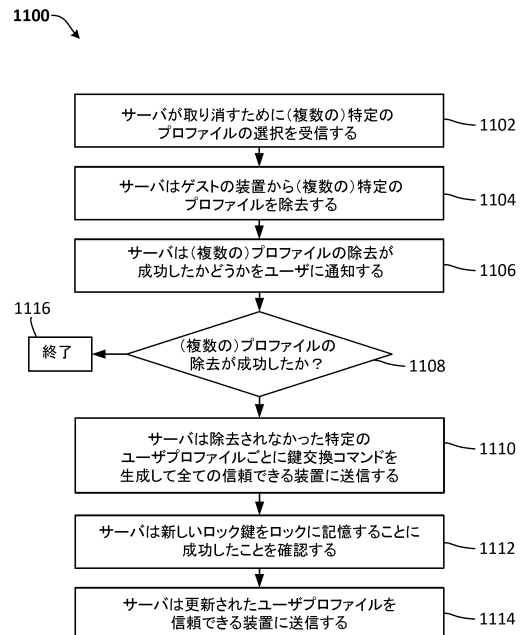 1100
サーバが取り消すために(複数の)特定の
プロファイルの選択を受信する
1102
サーバはゲストの装置から(複数の)特定の
プロファイルを除去する
1104
サーバは(複数の)プロファイルの除去が
成功したかどうかをユーザに通知する
1106
1116
終了
(複数の)プロファイルの
除去が成功したか?
1108
サーバは除去されなかった特定の
ユーザプロファイルごとに鍵交換コマンドを
生成して全ての信頼できる装置に送信する
1110
サーバは新しいロック鍵をロックに記憶することに
成功したことを確認する
1112
サーバは更新されたユーザプロファイルを
信頼できる装置に送信する
1114